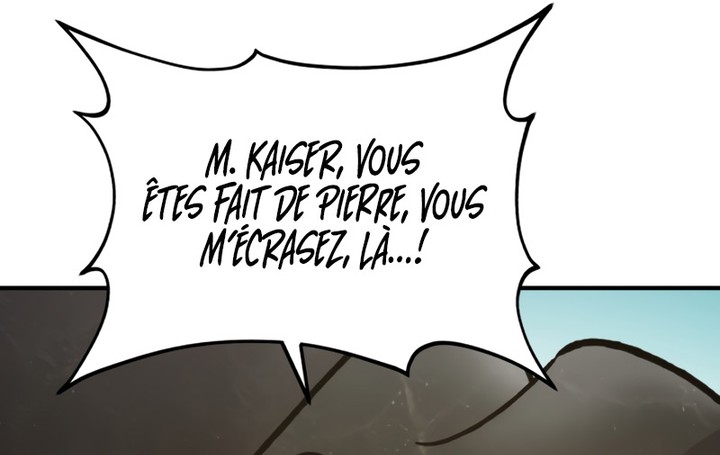 M. KAISER, VOUS
ÊTES FAIT DE PIERRE, VOUS
M'ÉCRASEZ, LÀ...!